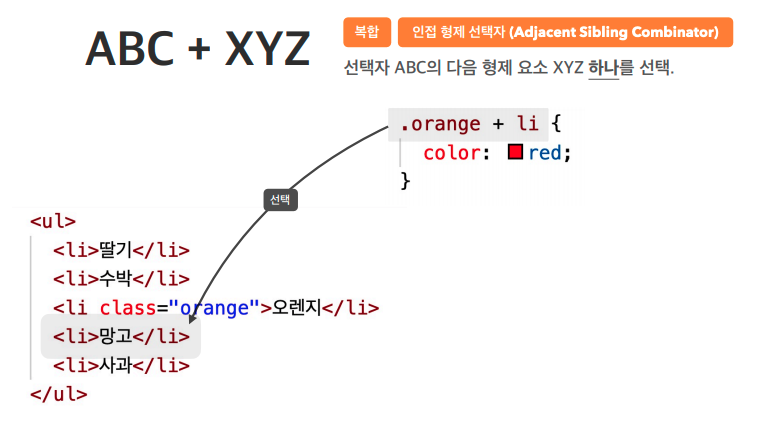 ABC + XYZ
복합
인접 형제 선택자 (Adjacent Sibling Combinator)
선택자 ABC의 다음 형제 요소 XYZ 하나를 선택.
.orange + li {
color: red;
}
선택
<ul>
<li>딸기</li>
<li>수박</li>
<li class="orange">오렌지</li>
<li>망고</li>
<li>사과</li>
</ul>